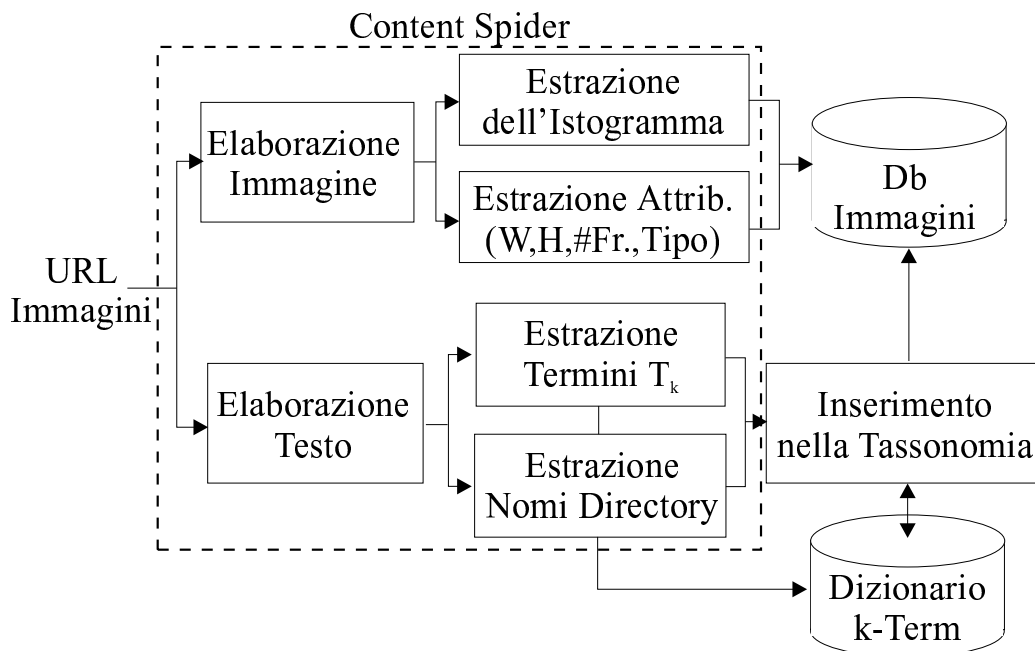 Content Spider
Estrazione
dell'Istogramma
Elaborazione
Immagine
Estrazione Attrib.
(W,H,#Fr.,Tipo)
Db
Immagini
URL
Immagini
Estrazione
Termini Tk
Elaborazione
Testo
Estrazione
Nomi Directory
Inserimento
nella Tassonomia
Dizionario
k-Term